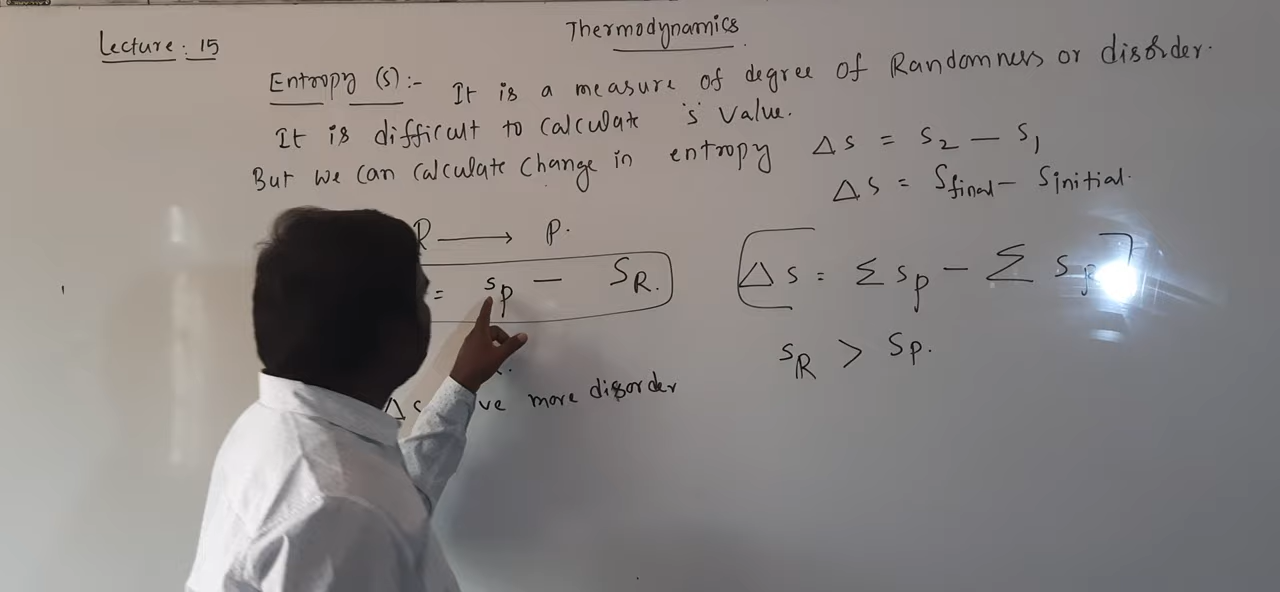 Lecture: 15
Thermodynamics
Entropy (S):- It is a measure of degree of Randomness or disorder.
It is difficult to calculate 's' value.
But we can calculate change in entropy ΔS = S₂ – S₁
ΔS = Sfinal – Sinitial.
R ⟶ P.
= Sp – SR.
ΔS = ΣSp – Σ S
SR > Sp.
R.
ΔS ve more disorder